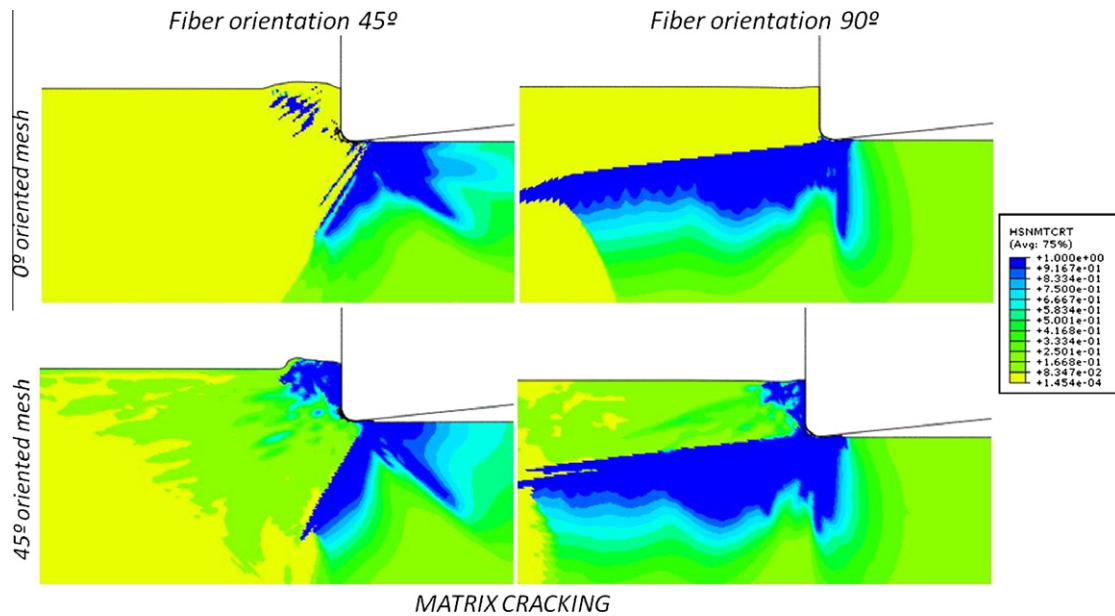 Fiber orientation 45º
Fiber orientation 90º
0º oriented mesh
45º oriented mesh
HSNMTCRT
(Avg: 75%)
+1.000e+00
+9.167e-01
+8.334e-01
+7.500e-01
+6.667e-01
+5.834e-01
+5.001e-01
+4.168e-01
+3.334e-01
+2.501e-01
+1.668e-01
+8.347e-02
+1.454e-04
MATRIX CRACKING